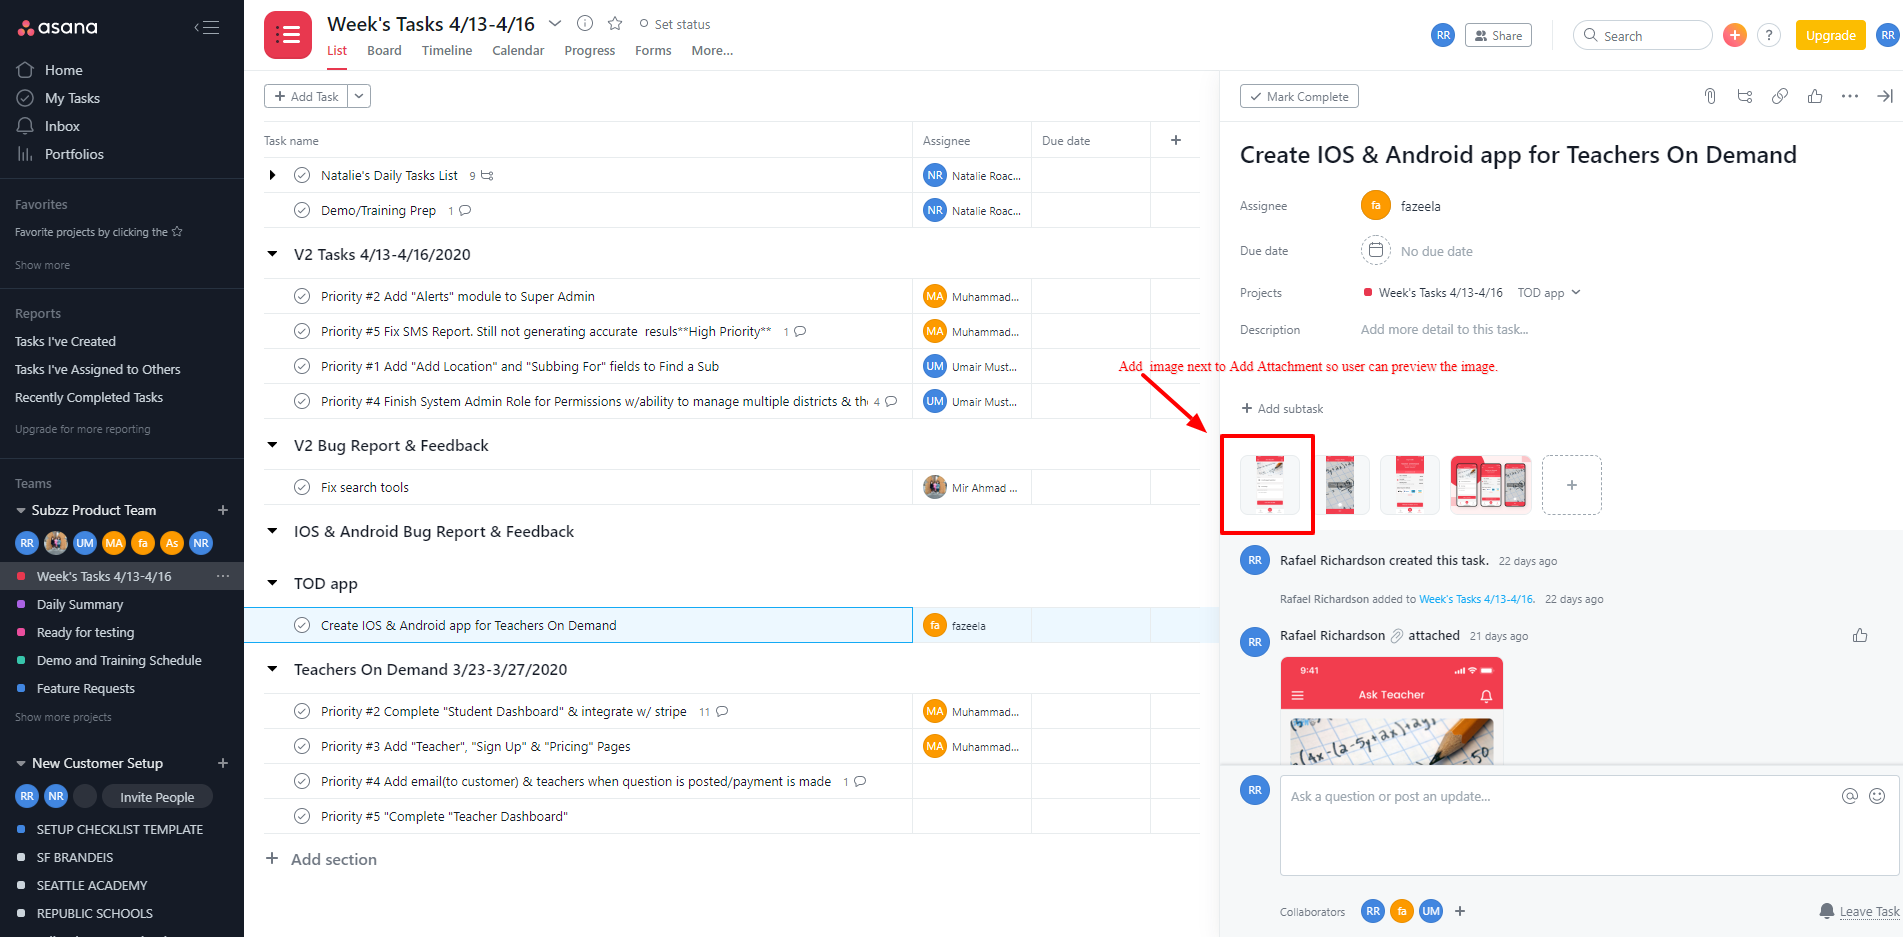 asana
Home
My Tasks
Inbox
Portfolios
Favorites
Favorite projects by clicking the
Show more
Reports
Tasks I've Created
Tasks I've Assigned to Others
Recently Completed Tasks
Upgrade for more reporting
Teams
Subzz Product Team
RR UM MA fa As NR
Week's Tasks 4/13-4/16
Daily Summary
Ready for testing
Demo and Training Schedule
Feature Requests
Show more projects
New Customer Setup
RR NR Invite People
SETUP CHECKLIST TEMPLATE
SF BRANDEIS
SEATTLE ACADEMY
REPUBLIC SCHOOLS
Week's Tasks 4/13-4/16 Set status
List Board Timeline Calendar Progress Forms More...
RR Share Search ? Upgrade RR
+ Add Task
Task name Assignee Due date +
Natalie's Daily Tasks List 9 NR Natalie Roac...
Demo/Training Prep 1 NR Natalie Roac...
V2 Tasks 4/13-4/16/2020
Priority #2 Add "Alerts" module to Super Admin MA Muhammad...
Priority #5 Fix SMS Report. Still not generating accurate resuls**High Priority** 1 MA Muhammad...
Priority #1 Add "Add Location" and "Subbing For" fields to Find a Sub UM Umair Must...
Priority #4 Finish System Admin Role for Permissions w/ability to manage multiple districts & th 4 UM Umair Must...
V2 Bug Report & Feedback
Fix search tools Mir Ahmad ...
IOS & Android Bug Report & Feedback
TOD app
Create IOS & Android app for Teachers On Demand fa fazeela
Teachers On Demand 3/23-3/27/2020
Priority #2 Complete "Student Dashboard" & integrate w/ stripe 11 MA Muhammad...
Priority #3 Add "Teacher", "Sign Up" & "Pricing" Pages MA Muhammad...
Priority #4 Add email(to customer) & teachers when question is posted/payment is made 1
Priority #5 "Complete "Teacher Dashboard"
+ Add section
Mark Complete
Create IOS & Android app for Teachers On Demand
Assignee fa fazeela
Due date No due date
Projects Week's Tasks 4/13-4/16 TOD app
Description Add more detail to this task...
Add image next to Add Attachment so user can preview the image.
+ Add subtask
RR Rafael Richardson created this task. 22 days ago
Rafael Richardson added to Week's Tasks 4/13-4/16. 22 days ago
RR Rafael Richardson attached 21 days ago
9:41
Ask Teacher
(4x-(2-5y+2x)+2y)
50
RR Ask a question or post an update...
Collaborators RR fa UM + Leave Task